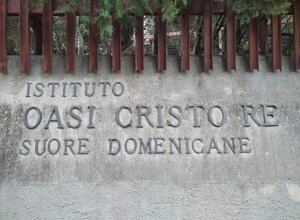 ISTITUTO
OASI CRISTO RE
SUORE DOMENICANE